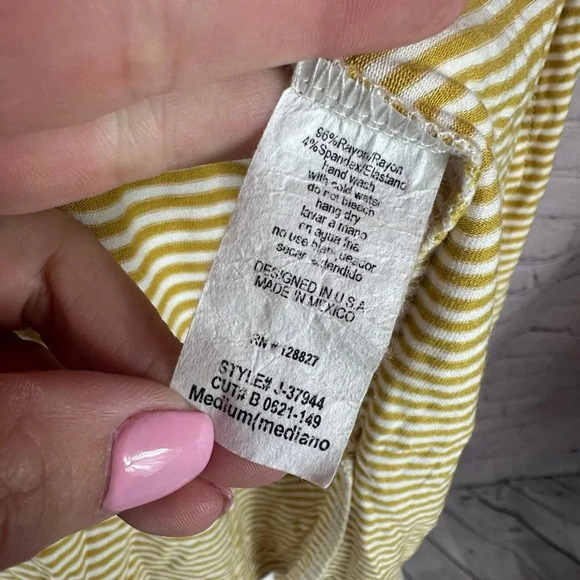 96%Rayon/Rayon
4%Spandex/Elastano
hand wash
with cold water
do not bleach
hang dry
lavar a mano
en agua fria
no use blanqueador
secar extendido
DESIGNED IN U.S.A
MADE IN MEXICO
RN # 128827
STYLE# J-37944
CUT# B 0621-149
Medium(mediano